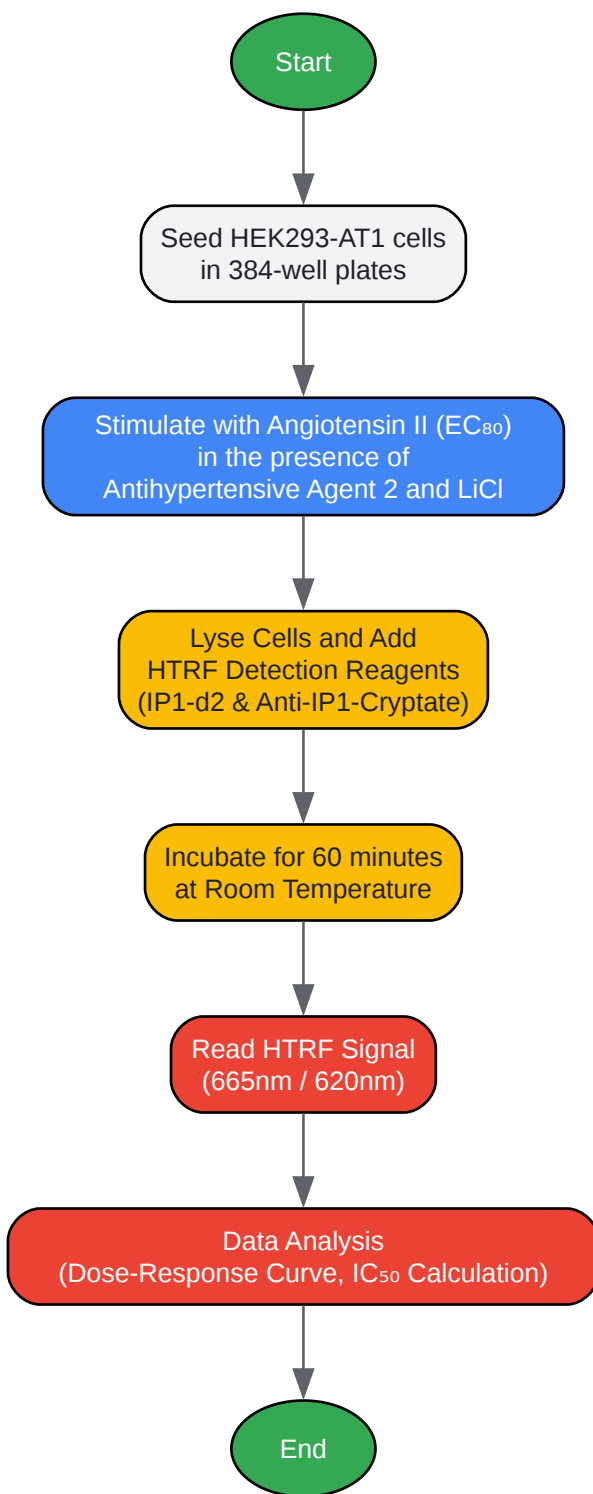 Start
Seed HEK293-AT1 cells
in 384-well plates
Stimulate with Angiotensin II (EC₈₀)
in the presence of
Antihypertensive Agent 2 and LiCl
Lyse Cells and Add
HTRF Detection Reagents
(IP1-d2 & Anti-IP1-Cryptate)
Incubate for 60 minutes
at Room Temperature
Read HTRF Signal
(665nm / 620nm)
Data Analysis
(Dose-Response Curve, IC₅₀ Calculation)
End